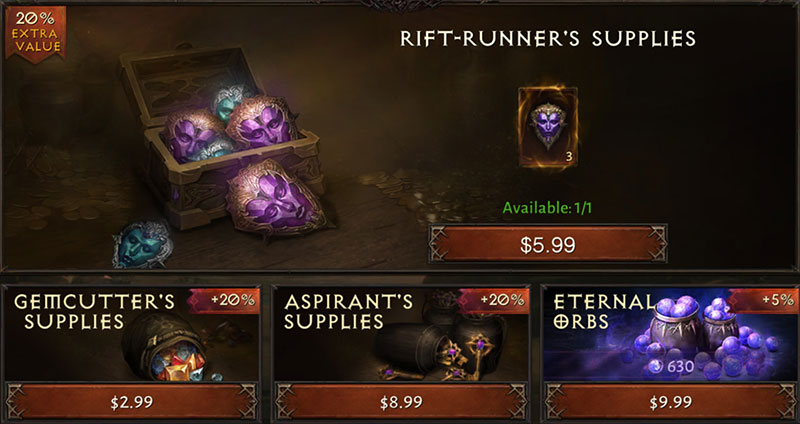 20%
EXTRA
VALUE
RIFT-RUNNER'S SUPPLIES
3
Available: 1/1
$5.99
GEMCUTTER'S
SUPPLIES
+20%
$2.99
ASPIRANT'S
SUPPLIES
+20%
$8.99
ETERNAL
ORBS
+5%
630
$9.99